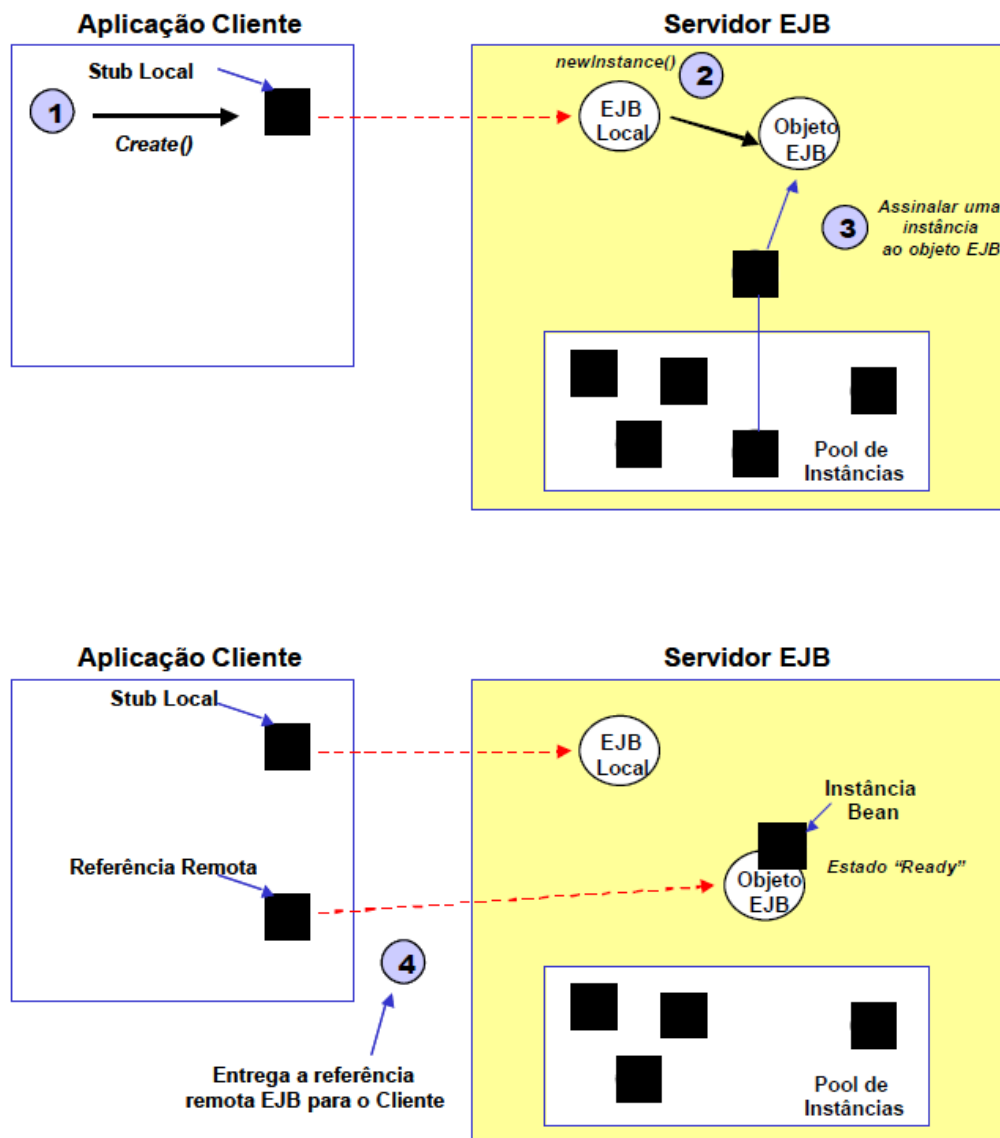 Aplicação Cliente
Servidor EJB
Stub Local
newInstance()
2
1
EJB
Local
Objeto
EJB
Create()
3
Assinalar uma
instância
ao objeto EJB
Pool de
Instâncias
Aplicação Cliente
Servidor EJB
Stub Local
EJB
Local
Instância
Bean
Referência Remota
Estado “Ready”
Objeto
EJB
4
Entrega a referência
remota EJB para o Cliente
Pool de
Instâncias